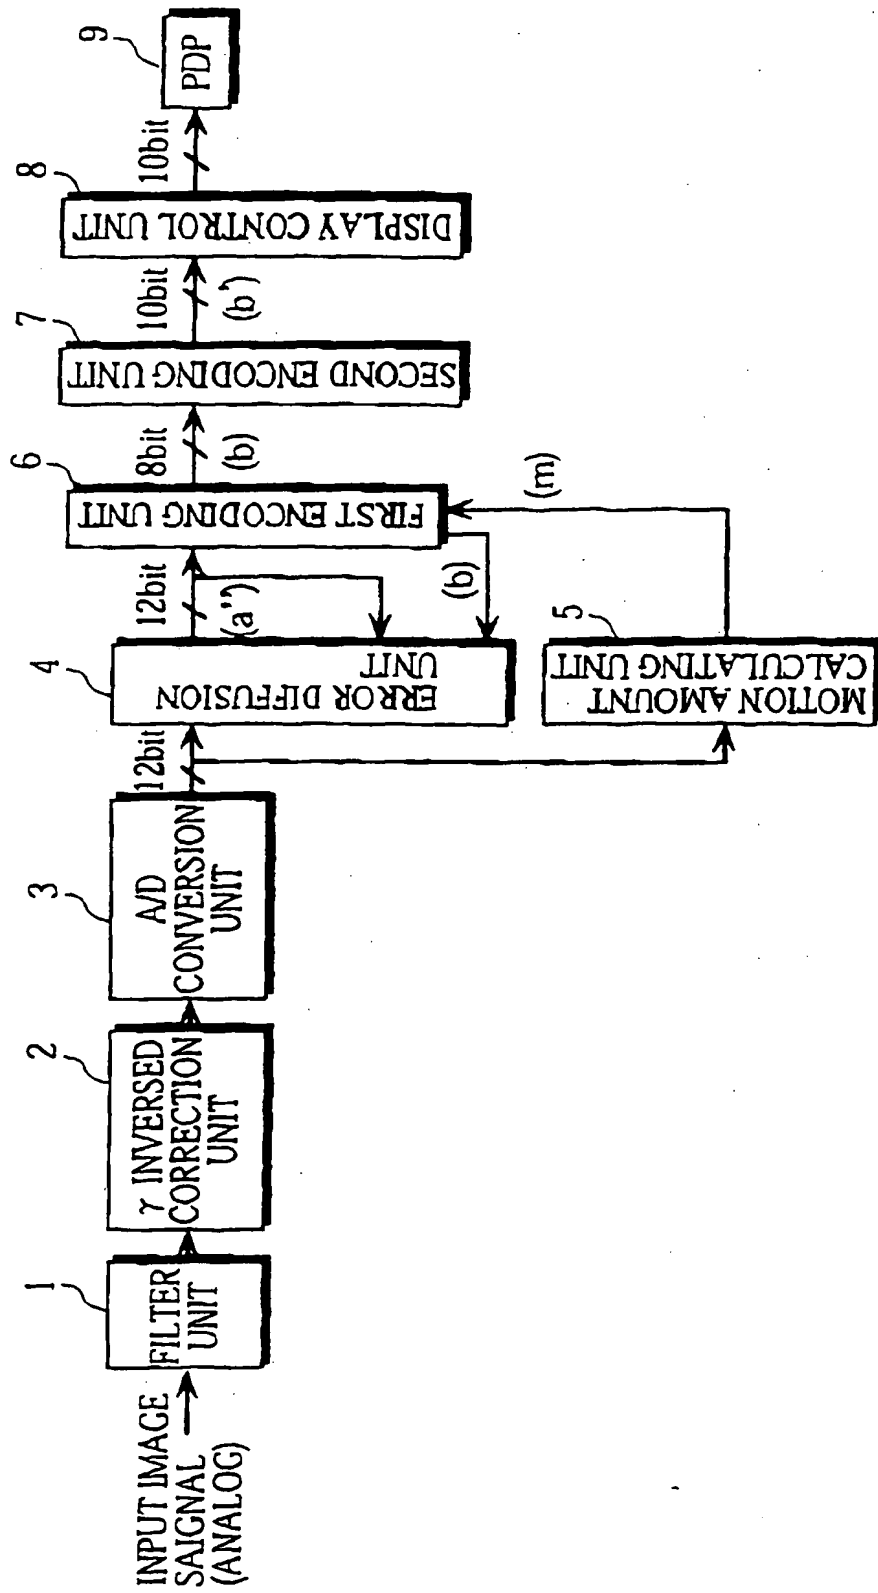 INPUT IMAGE
SAIGNAL
(ANALOG)
1
FILTER
UNIT
2
γ INVERSED
CORRECTION
UNIT
3
A/D
CONVERSION
UNIT
12bit
4
ERROR DIFFUSION
UNIT
5
MOTION AMOUNT
CALCULATING UNIT
12bit
(a'')
(b)
(m)
6
FIRST ENCODING UNIT
8bit
(b)
7
SECOND ENCODING UNIT
10bit
(b')
8
DISPLAY CONTROL UNIT
10bit
9
PDP